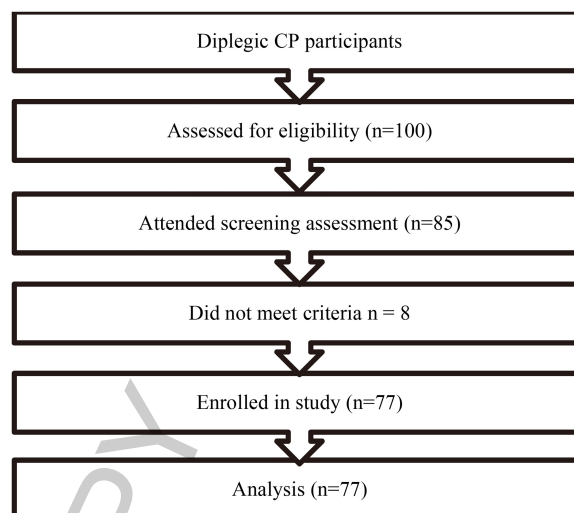 Diplegic CP participants
Assessed for eligibility (n=100)
Attended screening assessment (n=85)
Did not meet criteria n = 8
Enrolled in study (n=77)
Analysis (n=77)
PY